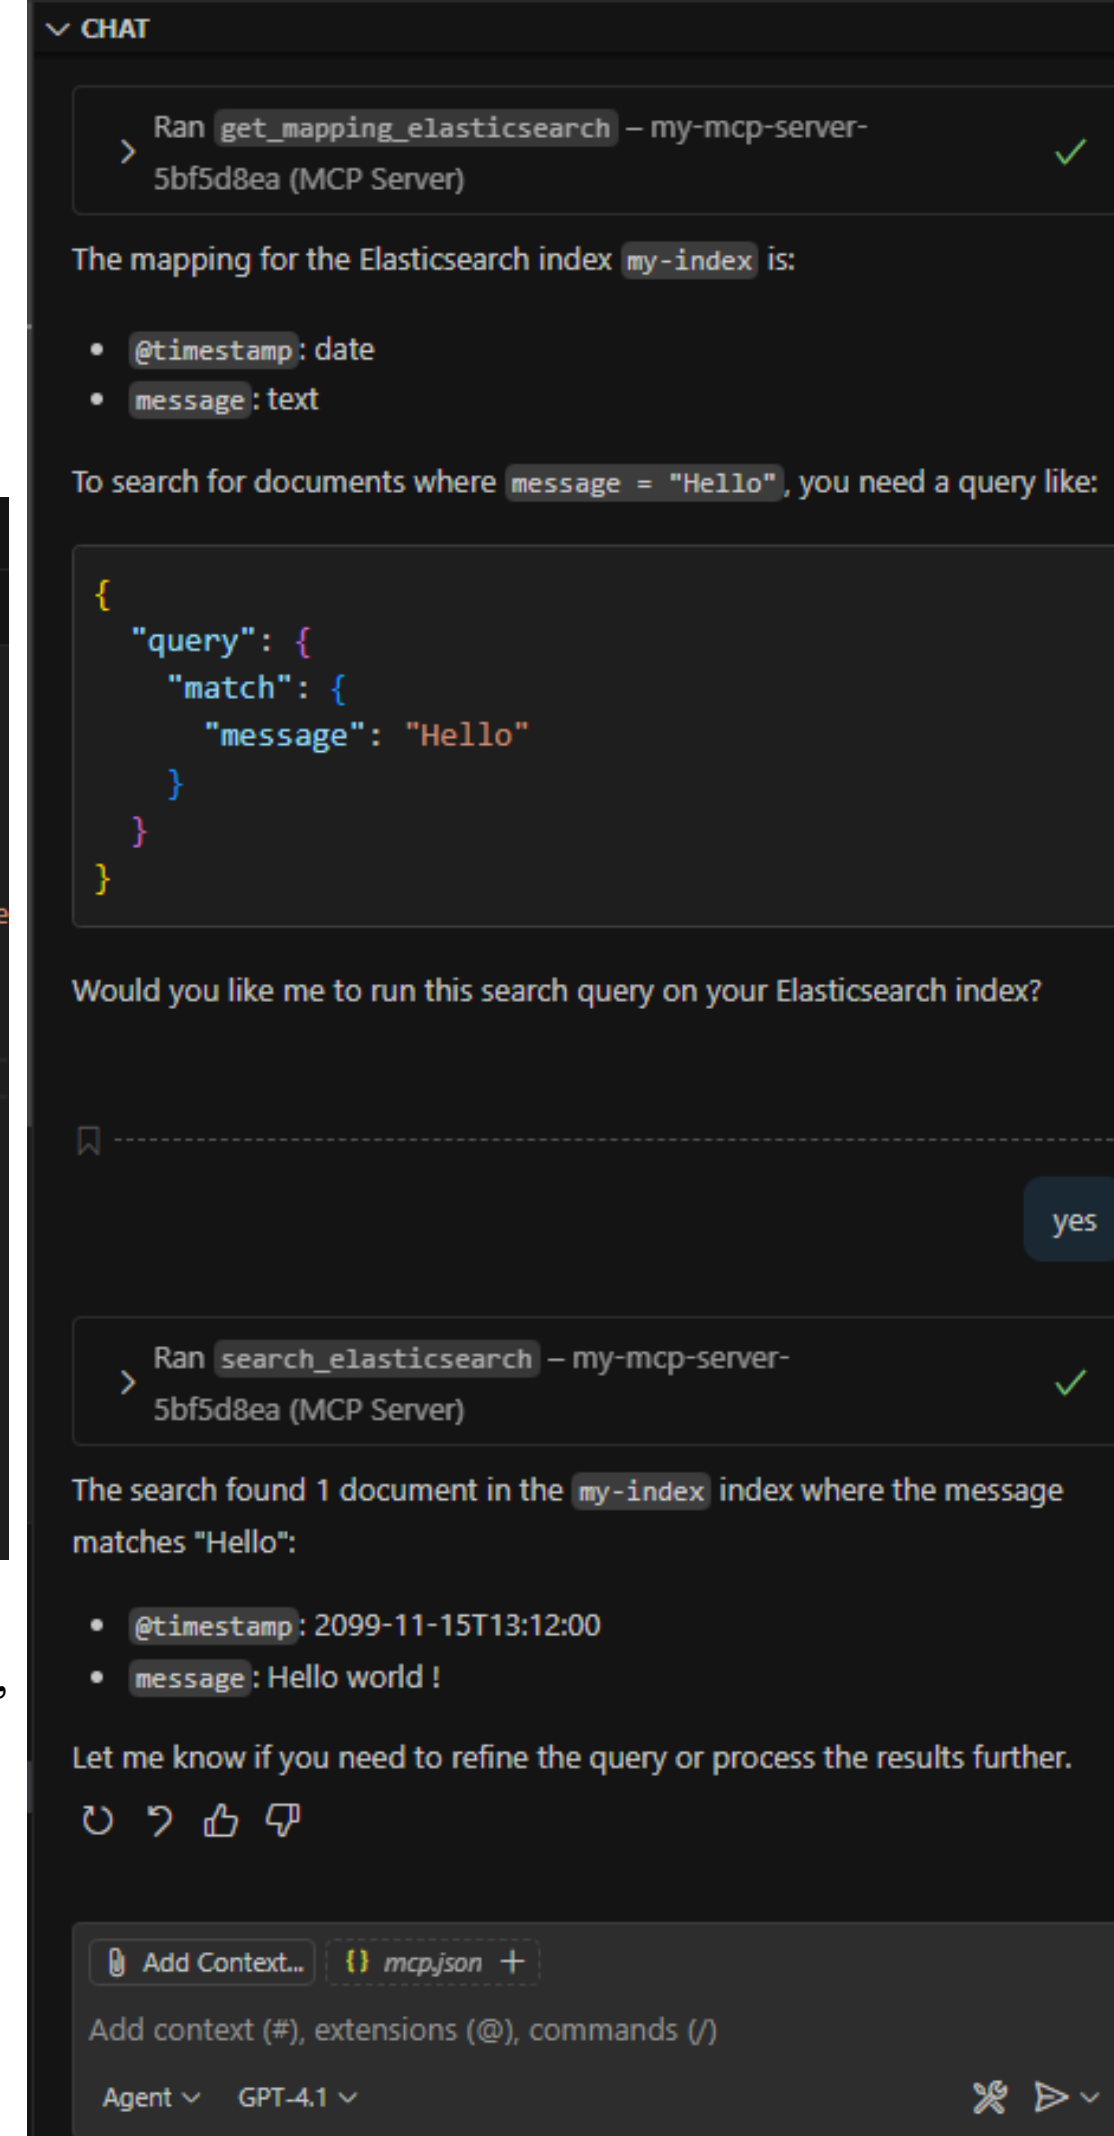 CHAT
Ran get_mapping_elasticsearch – my-mcp-server-
5bf5d8ea (MCP Server)
The mapping for the Elasticsearch index my-index is:
• @timestamp: date
• message: text
To search for documents where message = "Hello", you need a query like:
{
"query": {
"match": {
"message": "Hello"
}
}
}
e
Would you like me to run this search query on your Elasticsearch index?
yes
Ran search_elasticsearch – my-mcp-server-
5bf5d8ea (MCP Server)
The search found 1 document in the my-index index where the message
matches "Hello":
• @timestamp: 2099-11-15T13:12:00
• message: Hello world !
,
Let me know if you need to refine the query or process the results further.
Add Context... {} mcp.json +
Add context (#), extensions (@), commands (/)
Agent GPT-4.1